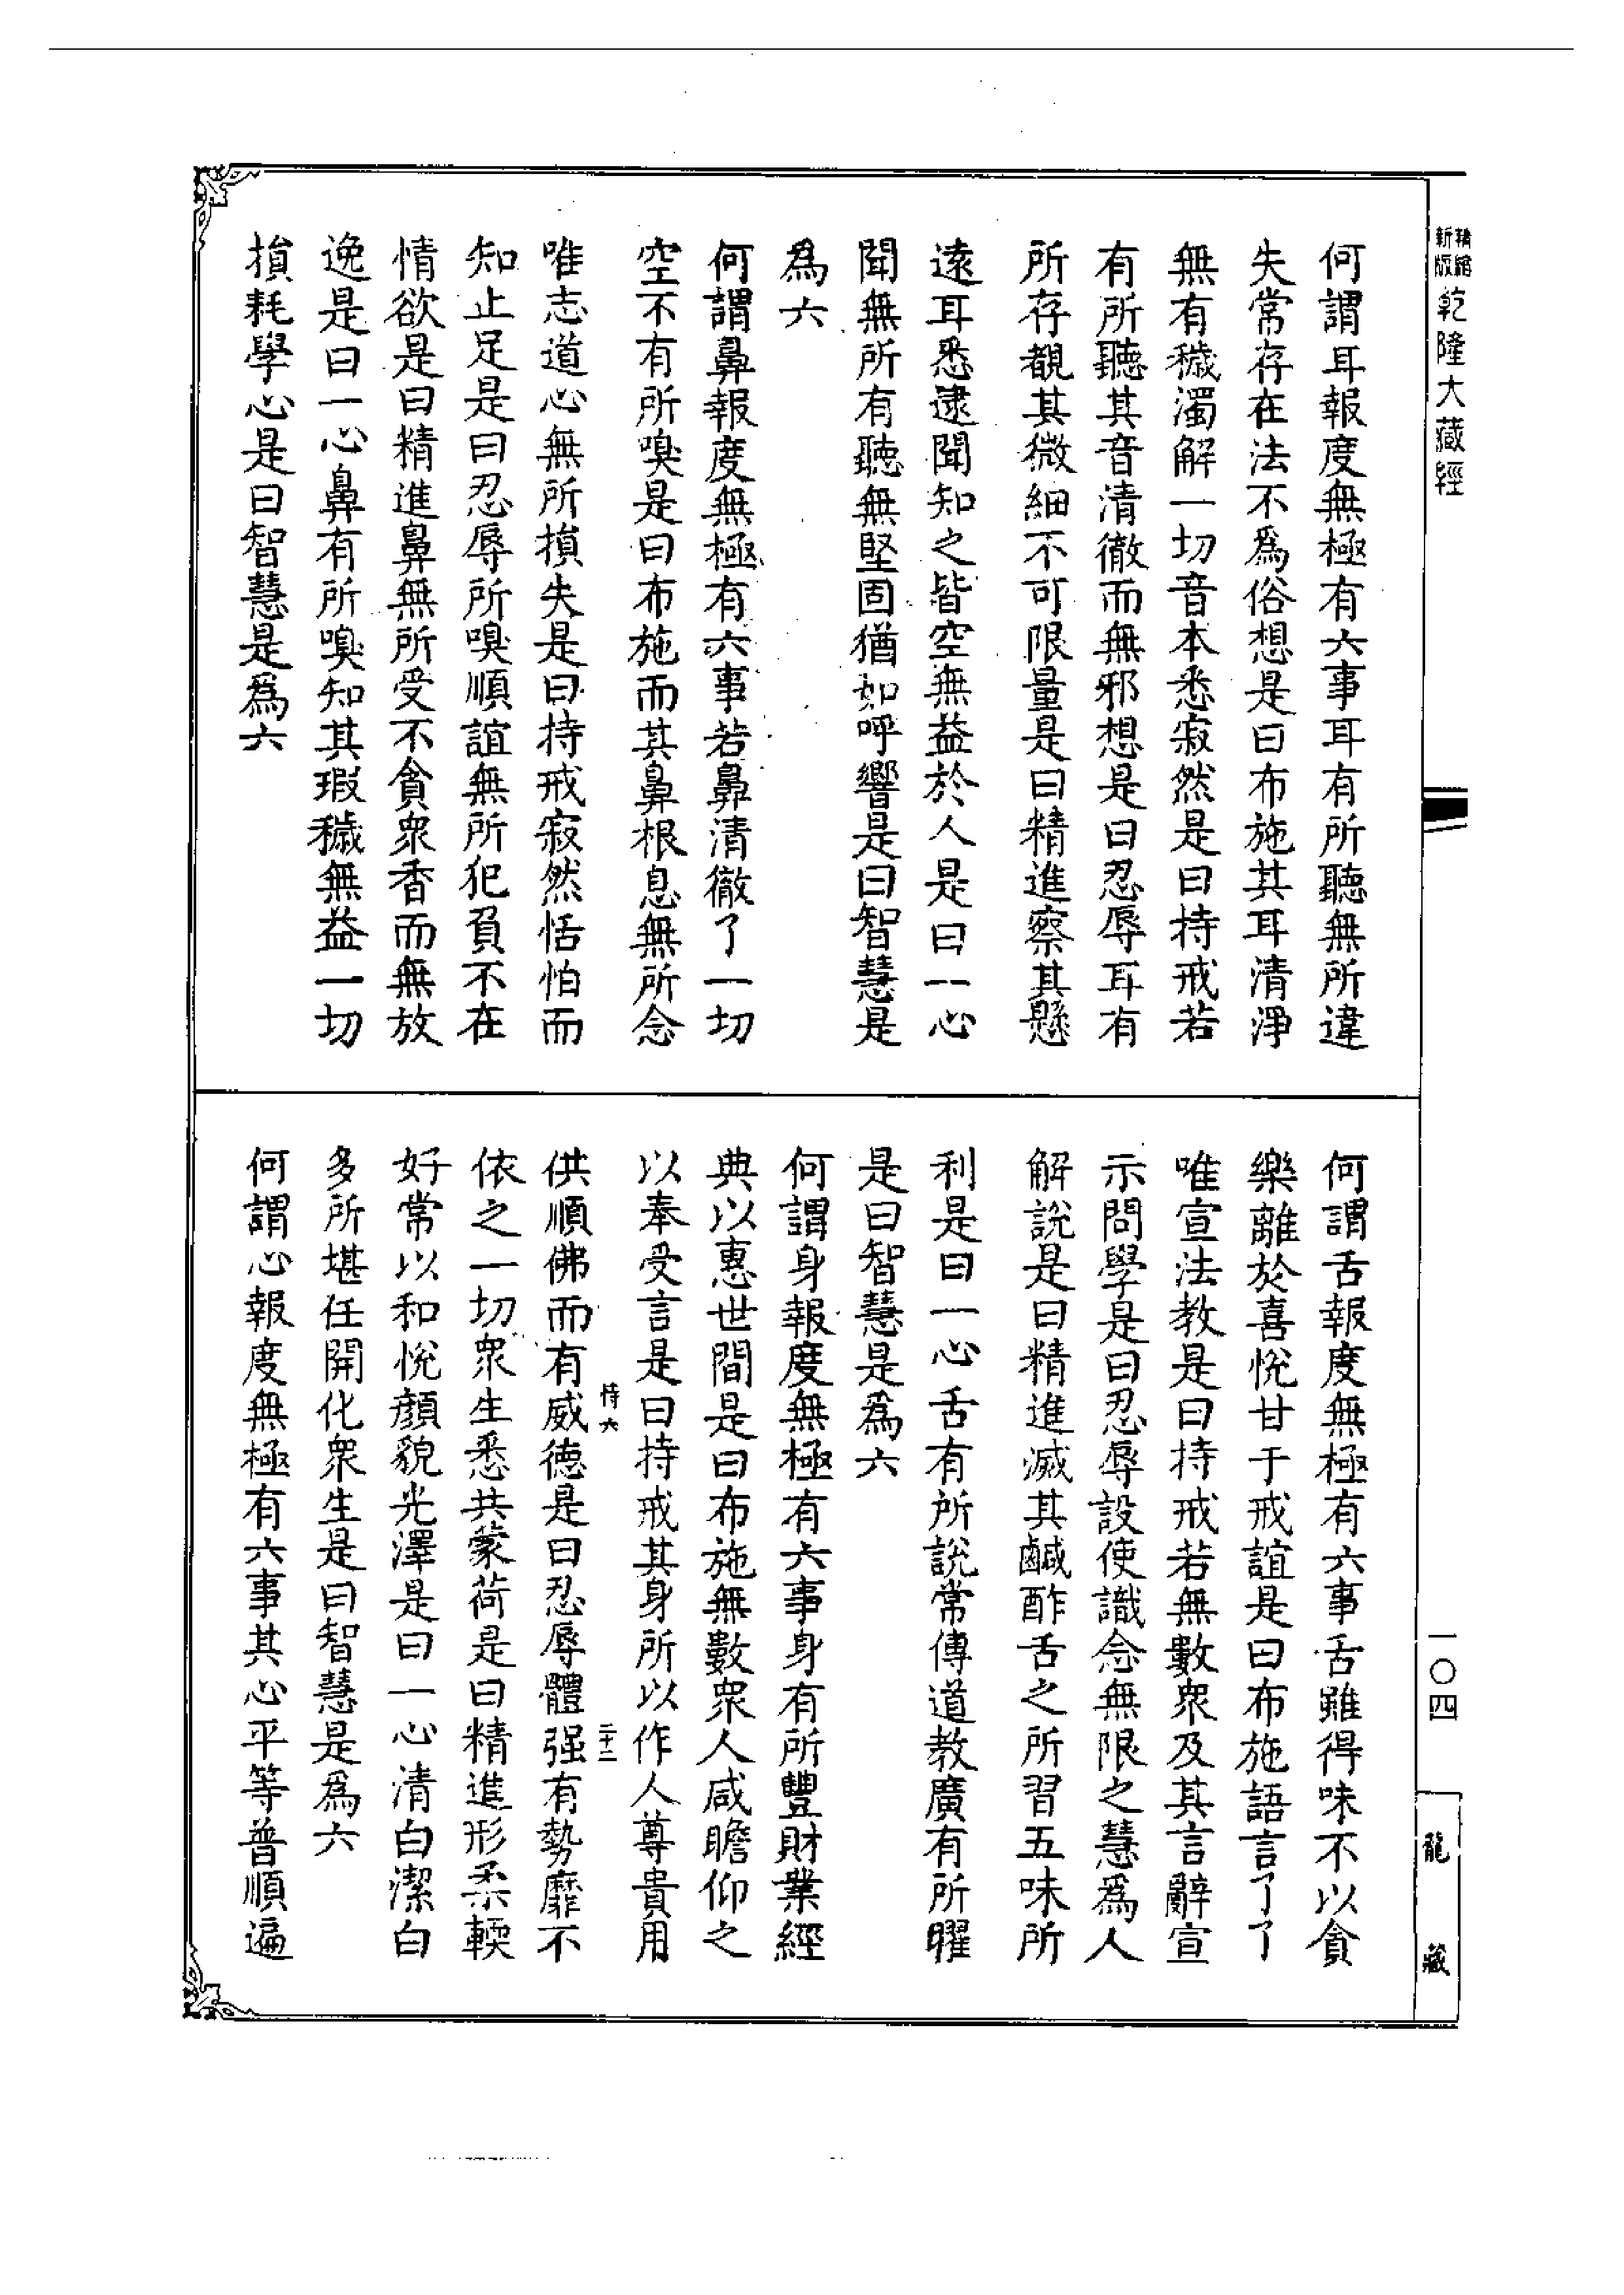 精縮
新版
乾隆大藏經
何謂耳報度無極有六事耳有所聽無所違
失常存在法不爲俗想是曰布施其耳清淨
無有穢濁解一切音本悉寂然是曰持戒若
有所聽其音清徹而無邪想是曰忍辱耳有
所存覩其微細不可限量是曰精進察其懸
遠耳悉逮聞知之皆空無益於人是曰一心
聞無所有聽無堅固猶如呼響是曰智慧是
爲六
何謂鼻報度無極有六事若鼻清徹了一切
空不有所嗅是曰布施而其鼻根息無所念
唯志道心無所損失是曰持戒寂然恬怕而
知止足是曰忍辱所嗅順誼無所犯負不在
情欲是曰精進鼻無所受不貪衆香而無放
逸是曰一心鼻有所嗅知其瑕穢無益一切
損耗學心是曰智慧是爲六
何謂舌報度無極有六事舌雖得味不以貪
樂離於喜悅甘于戒誼是曰布施語言了了
唯宣法教是曰持戒若無數衆及其言辭宣
示問學是曰忍辱設使識念無限之慧爲人
解說是曰精進滅其鹹酢舌之所習五味所
利是曰一心舌有所說常傳道教廣有所曜
是曰智慧是爲六
何謂身報度無極有六事身有所豐財業經
典以惠世間是曰布施無數衆人咸瞻仰之
以奉受言是曰持戒其身所以作人尊貴用
恃六
二十二
供順佛而有威德是曰忍辱體强有勢靡不
依之一切衆生悉共蒙荷是曰精進形柔輭
好常以和悅顏貌光澤是曰一心清白潔白
多所堪任開化衆生是曰智慧是爲六
何謂心報度無極有六事其心平等普順遍
一〇四
龍藏